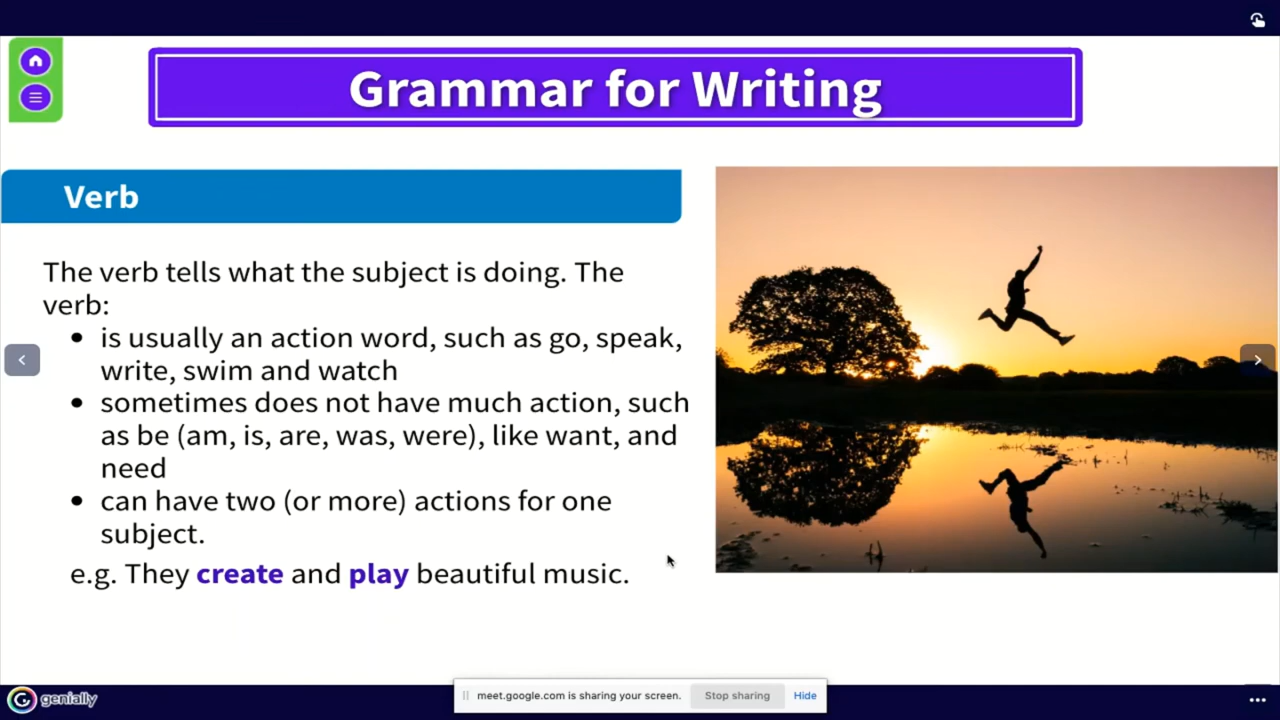 Grammar for Writing
Verb
The verb tells what the subject is doing. The
verb:
• is usually an action word, such as go, speak,
write, swim and watch
• sometimes does not have much action, such
as be (am, is, are, was, were), like want, and
need
• can have two (or more) actions for one
subject.
e.g. They create and play beautiful music.
genially
meet.google.com is sharing your screen. Stop sharing Hide